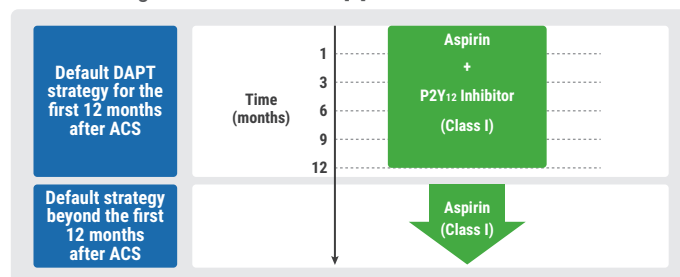 Default DAPT
strategy for the
first 12 months
after ACS
Time
(months)
1
3
6
9
12
Aspirin
+
P2Y12 Inhibitor
(Class I)
Default strategy
beyond the first
12 months
after ACS
Aspirin
(Class I)